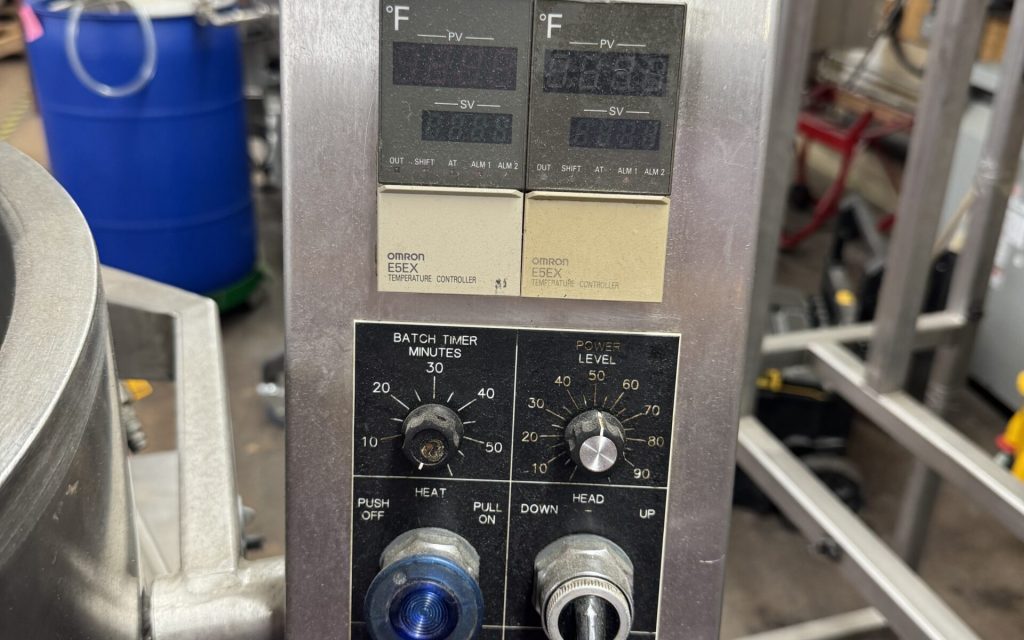 °F
PV
SV
OUT SHIFT AT ALM 1 ALM 2
OMRON
E5EX
TEMPERATURE CONTROLLER
°F
PV
SV
OUT SHIFT AT ALM 1 ALM 2
OMRON
E5EX
TEMPERATURE CONTROLLER
BATCH TIMER
MINUTES
10 20 30 40 50
POWER
LEVEL
10 20 30 40 50 60 70 80 90
HEAT
PUSH
OFF
PULL
ON
HEAD
DOWN – UP